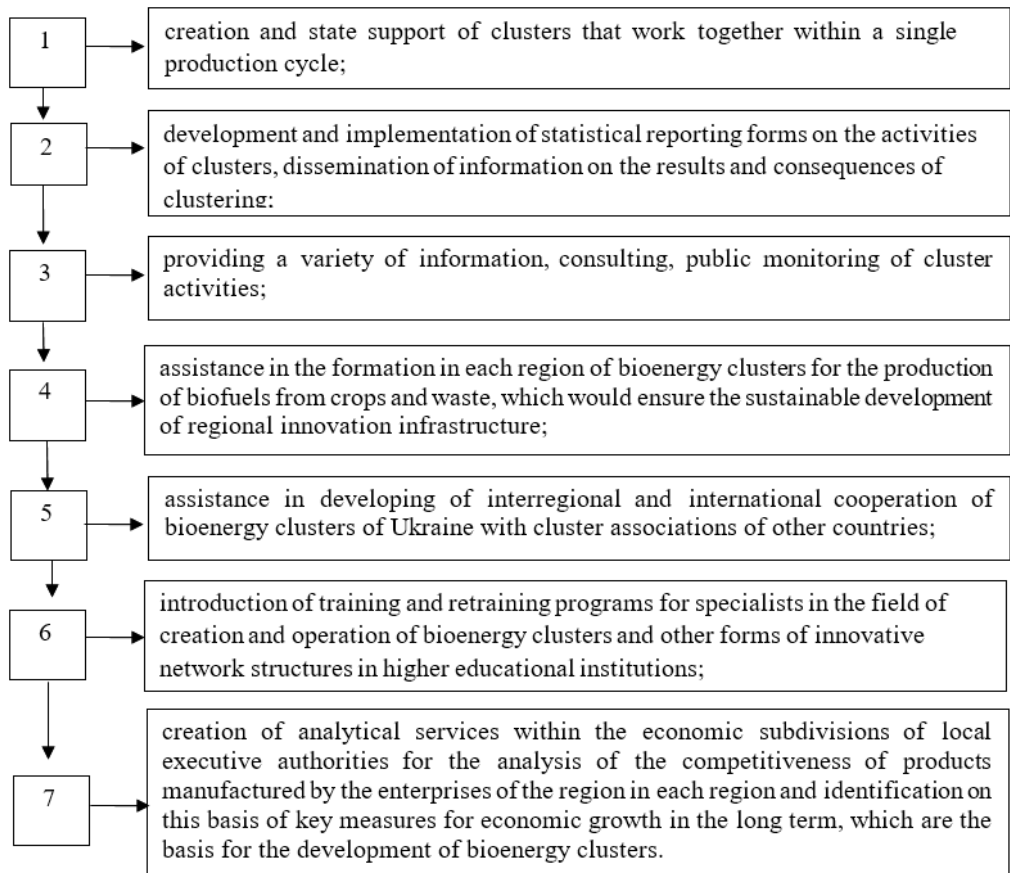 1
creation and state support of clusters that work together within a single
production cycle;
2
development and implementation of statistical reporting forms on the activities
of clusters, dissemination of information on the results and consequences of
clustering;
3
providing a variety of information, consulting, public monitoring of cluster
activities;
4
assistance in the formation in each region of bioenergy clusters for the production
of biofuels from crops and waste, which would ensure the sustainable development
of regional innovation infrastructure;
5
assistance in developing of interregional and international cooperation of
bioenergy clusters of Ukraine with cluster associations of other countries;
6
introduction of training and retraining programs for specialists in the field of
creation and operation of bioenergy clusters and other forms of innovative
network structures in higher educational institutions;
7
creation of analytical services within the economic subdivisions of local
executive authorities for the analysis of the competitiveness of products
manufactured by the enterprises of the region in each region and identification on
this basis of key measures for economic growth in the long term, which are the
basis for the development of bioenergy clusters.